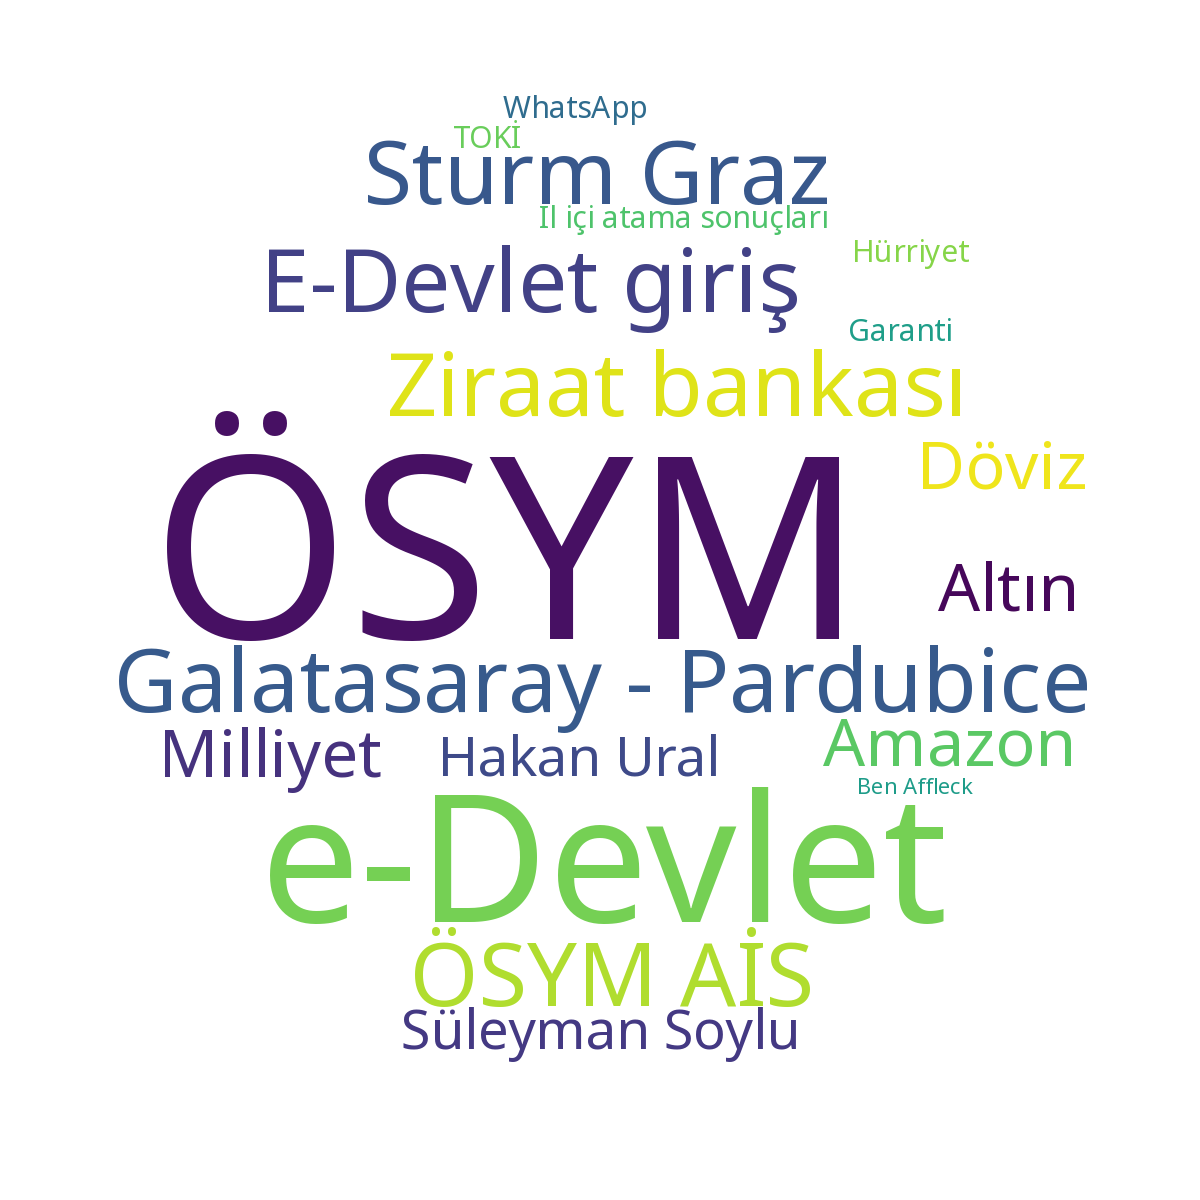 WhatsApp
TOKİ
Sturm Graz
İl içi atama sonuçları
Hürriyet
E-Devlet giriş
Garanti
Ziraat bankası
Döviz
ÖSYM
Altın
Galatasaray - Pardubice
Milliyet
Hakan Ural
Amazon
Ben Affleck
e-Devlet
ÖSYM AİS
Süleyman Soylu